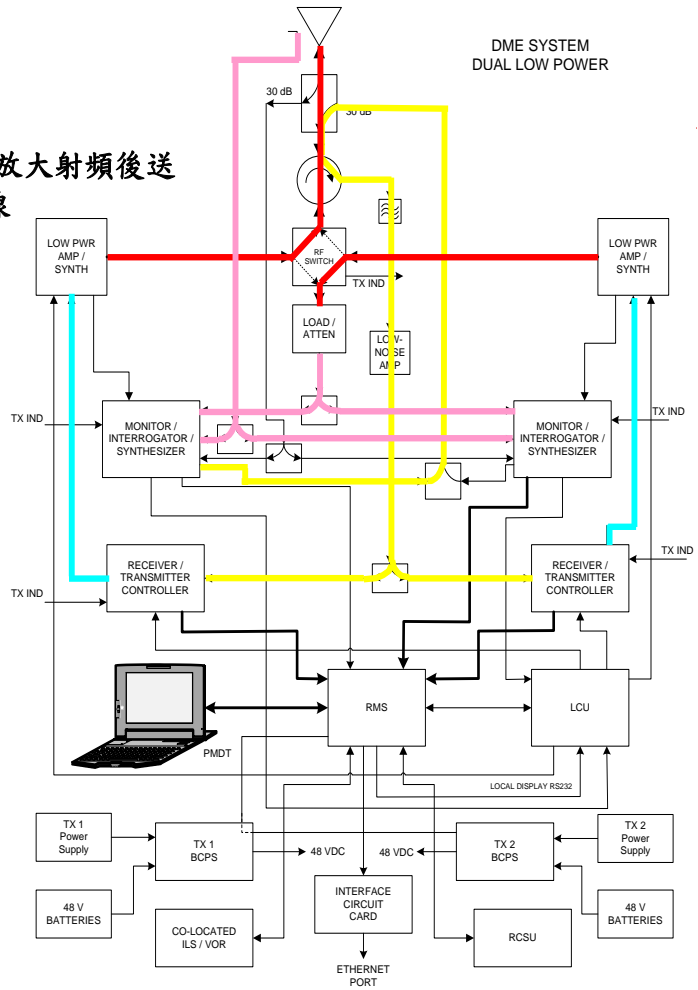 DME SYSTEM
DUAL LOW POWER
30 dB
30 dB
放大射頻後送
LOW PWR
AMP /
SYNTH
RF
SWITCH
LOW PWR
AMP /
SYNTH
TX IND
LOAD /
ATTEN
LOW-
NOISE
AMP
TX IND
MONITOR /
INTERROGATOR /
SYNTHESIZER
MONITOR /
INTERROGATOR /
SYNTHESIZER
TX IND
RECEIVER /
TRANSMITTER
CONTROLLER
RECEIVER /
TRANSMITTER
CONTROLLER
TX IND
TX IND
RMS
LCU
PMDT
LOCAL DISPLAY RS232
TX 1
Power
Supply
TX 1
BCPS
48 VDC
48 VDC
TX 2
BCPS
TX 2
Power
Supply
48 V
BATTERIES
INTERFACE
CIRCUIT
CARD
48 V
BATTERIES
CO-LOCATED
ILS / VOR
RCSU
ETHERNET
PORT